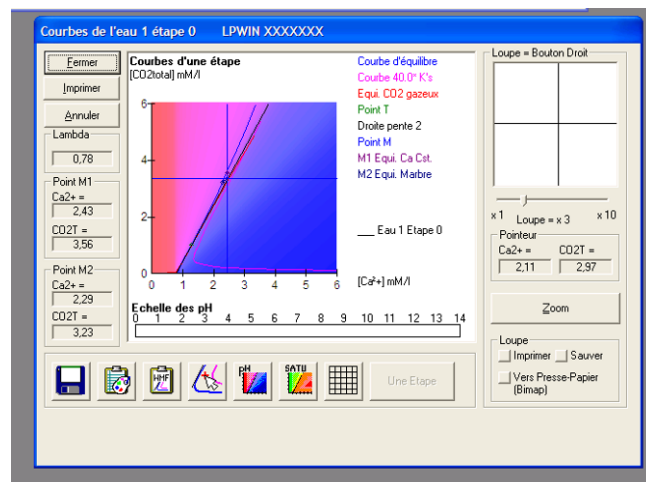 Courbes de l'eau 1 étape 0 LPWIN XXXXXXX
Fermer
Imprimer
Annuler
Lambda
0,78
Point M1
Ca2+ =
2,43
CO2T =
3,56
Point M2
Ca2+ =
2,29
CO2T =
3,23
Courbes d'une étape
[CO2total] mM/l
6
4
2
0
0 1 2 3 4 5 6
[Ca²+] mM/l
Courbe d'équilibre
Courbe 40.0° K's
Equi. CO2 gazeux
Point T
Droite pente 2
Point M
M1 Equi. Ca Cst.
M2 Equi. Marbre
___ Eau 1 Etape 0
Echelle des pH
0 1 2 3 4 5 6 7 8 9 10 11 12 13 14
WMF
pH
SATU
Une Etape
Loupe = Bouton Droit
x 1 Loupe = x 3 x 10
Pointeur
Ca2+ = CO2T =
2,11 2,97
Zoom
Loupe
Imprimer Sauver
Vers Presse-Papier
(Bimap)